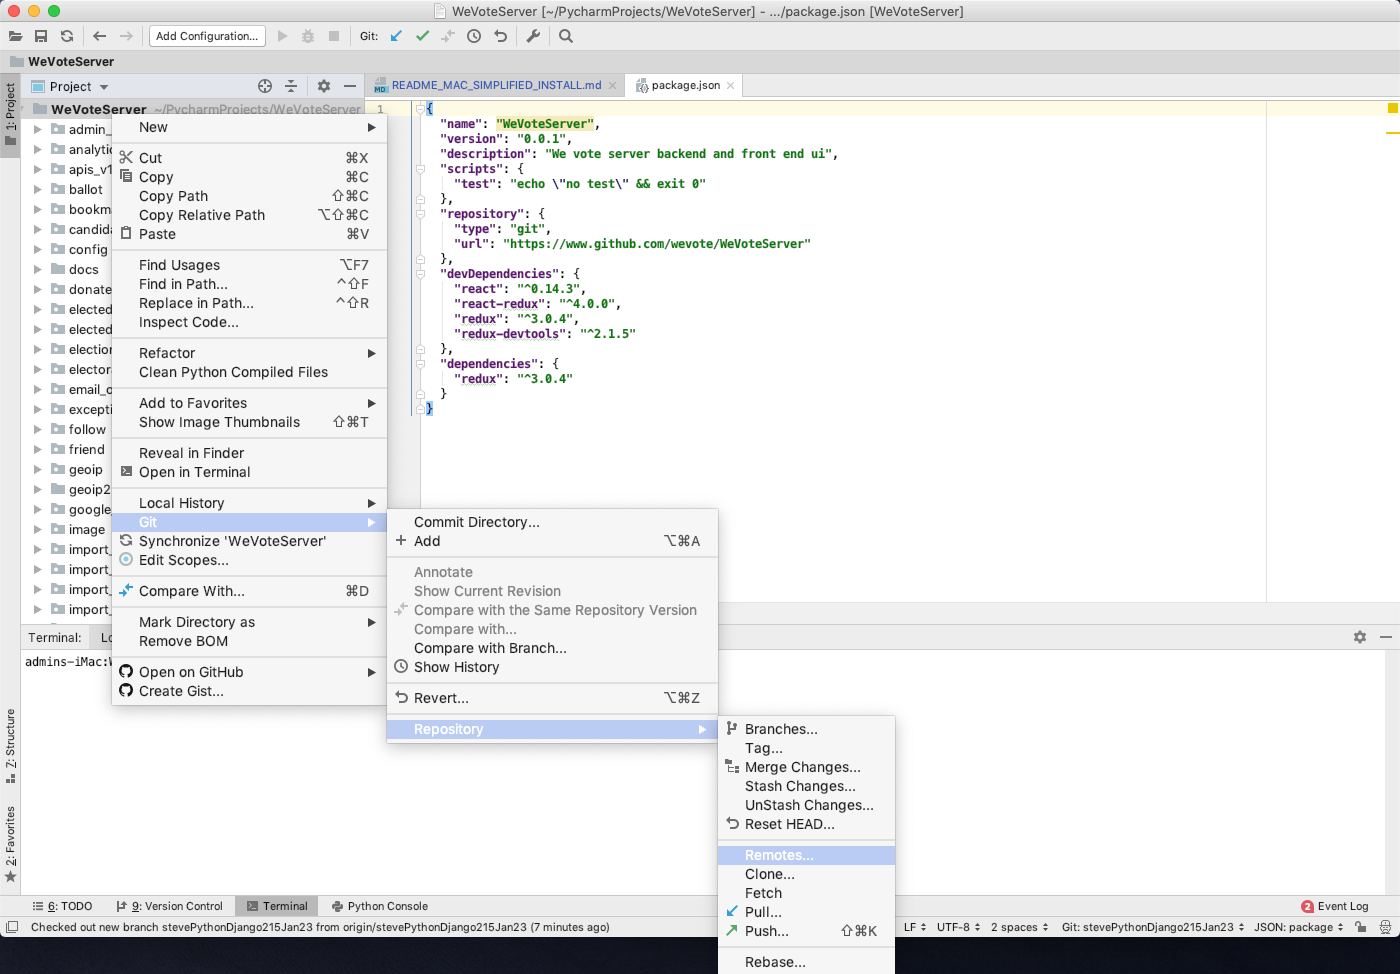 WeVoteServer [~/PycharmProjects/WeVoteServer] - .../package.json [WeVoteServer]
Add Configuration...
Git:
WeVoteServer
1: Project
Project
README_MAC_SIMPLIFIED_INSTALL.md
package.json
WeVoteServer ~/PycharmProjects/WeVoteServer
admin_
analytic
apis_v1
ballot
bookma
candida
config
docs
donate
elected
elected
election
elector
email_o
excepti
follow
friend
geoip
geoip2
google
image
import_
import_
import_
import_
New
Cut ⌘X
Copy ⌘C
Copy Path ⇧⌘C
Copy Relative Path ⌥⇧⌘C
Paste ⌘V
Find Usages ⌥F7
Find in Path... ^⇧F
Replace in Path... ^⇧R
Inspect Code...
Refactor
Clean Python Compiled Files
Add to Favorites
Show Image Thumbnails ⇧⌘T
Reveal in Finder
Open in Terminal
Local History
Git
Synchronize 'WeVoteServer'
Edit Scopes...
Compare With... ⌘D
Mark Directory as
Remove BOM
Open on GitHub
Create Gist...
1
{
"name": "WeVoteServer",
"version": "0.0.1",
"description": "We vote server backend and front end ui",
"scripts": {
"test": "echo \"no test\" && exit 0"
},
"repository": {
"type": "git",
"url": "https://www.github.com/wevote/WeVoteServer"
},
"devDependencies": {
"react": "^0.14.3",
"react-redux": "^4.0.0",
"redux": "^3.0.4",
"redux-devtools": "^2.1.5"
},
"dependencies": {
"redux": "^3.0.4"
}
}
Commit Directory...
Add ⌥⌘A
Annotate
Show Current Revision
Compare with the Same Repository Version
Compare with...
Compare with Branch...
Show History
Revert... ⌥⌘Z
Repository
Branches...
Tag...
Merge Changes...
Stash Changes...
UnStash Changes...
Reset HEAD...
Remotes...
Clone...
Fetch
Pull...
Push... ⇧⌘K
Rebase...
Terminal: Lo
admins-iMac:W
7: Structure
2: Favorites
6: TODO
9: Version Control
Terminal
Python Console
2 Event Log
Checked out new branch stevePythonDjango215Jan23 from origin/stevePythonDjango215Jan23 (7 minutes ago)
LF
UTF-8
2 spaces
Git: stevePythonDjango215Jan23
JSON: package